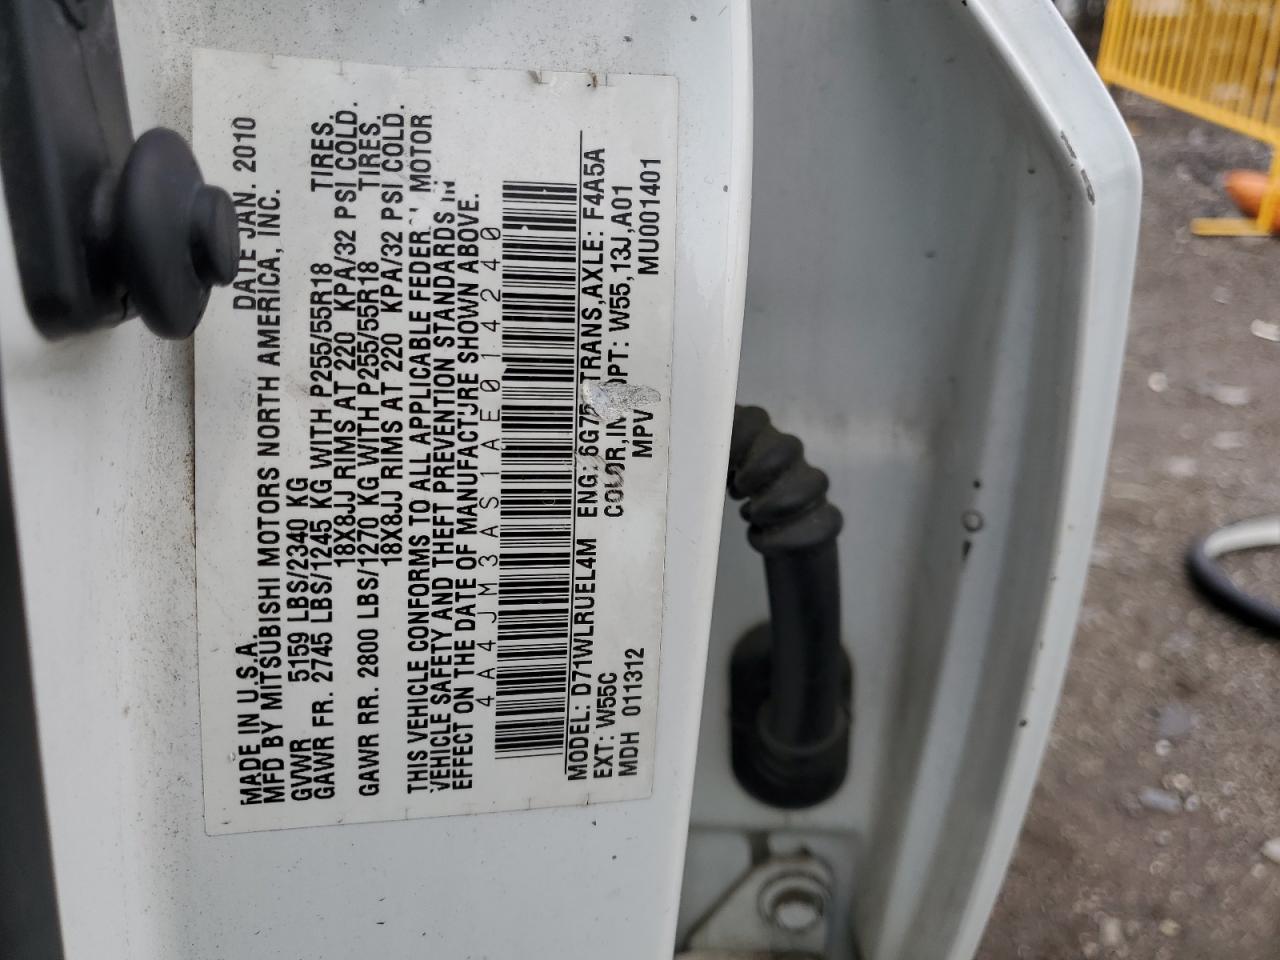 MADE IN U.S.A. DATE JAN. 2010
MFD BY MITSUBISHI MOTORS NORTH AMERICA, INC.
GVWR 5159 LBS/2340 KG
GAWR FR. 2745 LBS/1245 KG WITH P255/55R18 TIRES.
18X8JJ RIMS AT 220 KPA/32 PSI COLD.
GAWR RR. 2800 LBS/1270 KG WITH P255/55R18 TIRES.
18X8JJ RIMS AT 220 KPA/32 PSI COLD.
THIS VEHICLE CONFORMS TO ALL APPLICABLE FEDER MOTOR
VEHICLE SAFETY AND THEFT PREVENTION STANDARDS IN
EFFECT ON THE DATE OF MANUFACTURE SHOWN ABOVE.
4A4JM3AS1AE014240
MODEL: D71WLRUEL4M ENG: 6G75 TRANS,AXLE: F4A5A
EXT: W55C COLOR,IN OPT: W55,13J,A01
MDH 011312 MPV MU001401